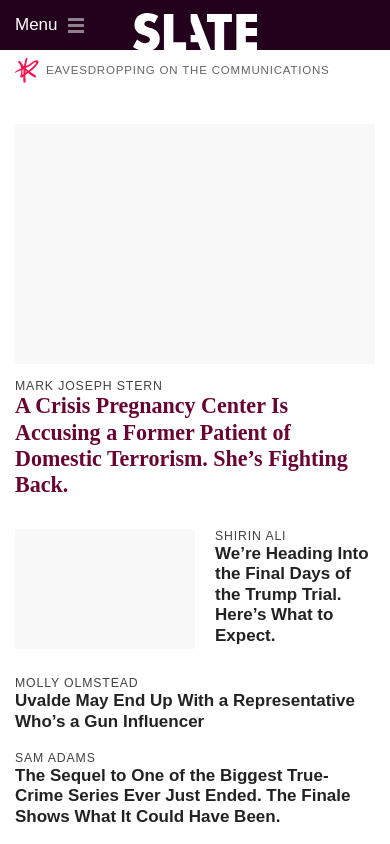 Menu
SLATE
EAVESDROPPING ON THE COMMUNICATIONS
MARK JOSEPH STERN
A Crisis Pregnancy Center Is
Accusing a Former Patient of
Domestic Terrorism. She’s Fighting
Back.
SHIRIN ALI
We’re Heading Into
the Final Days of
the Trump Trial.
Here’s What to
Expect.
MOLLY OLMSTEAD
Uvalde May End Up With a Representative
Who’s a Gun Influencer
SAM ADAMS
The Sequel to One of the Biggest True-
Crime Series Ever Just Ended. The Finale
Shows What It Could Have Been.